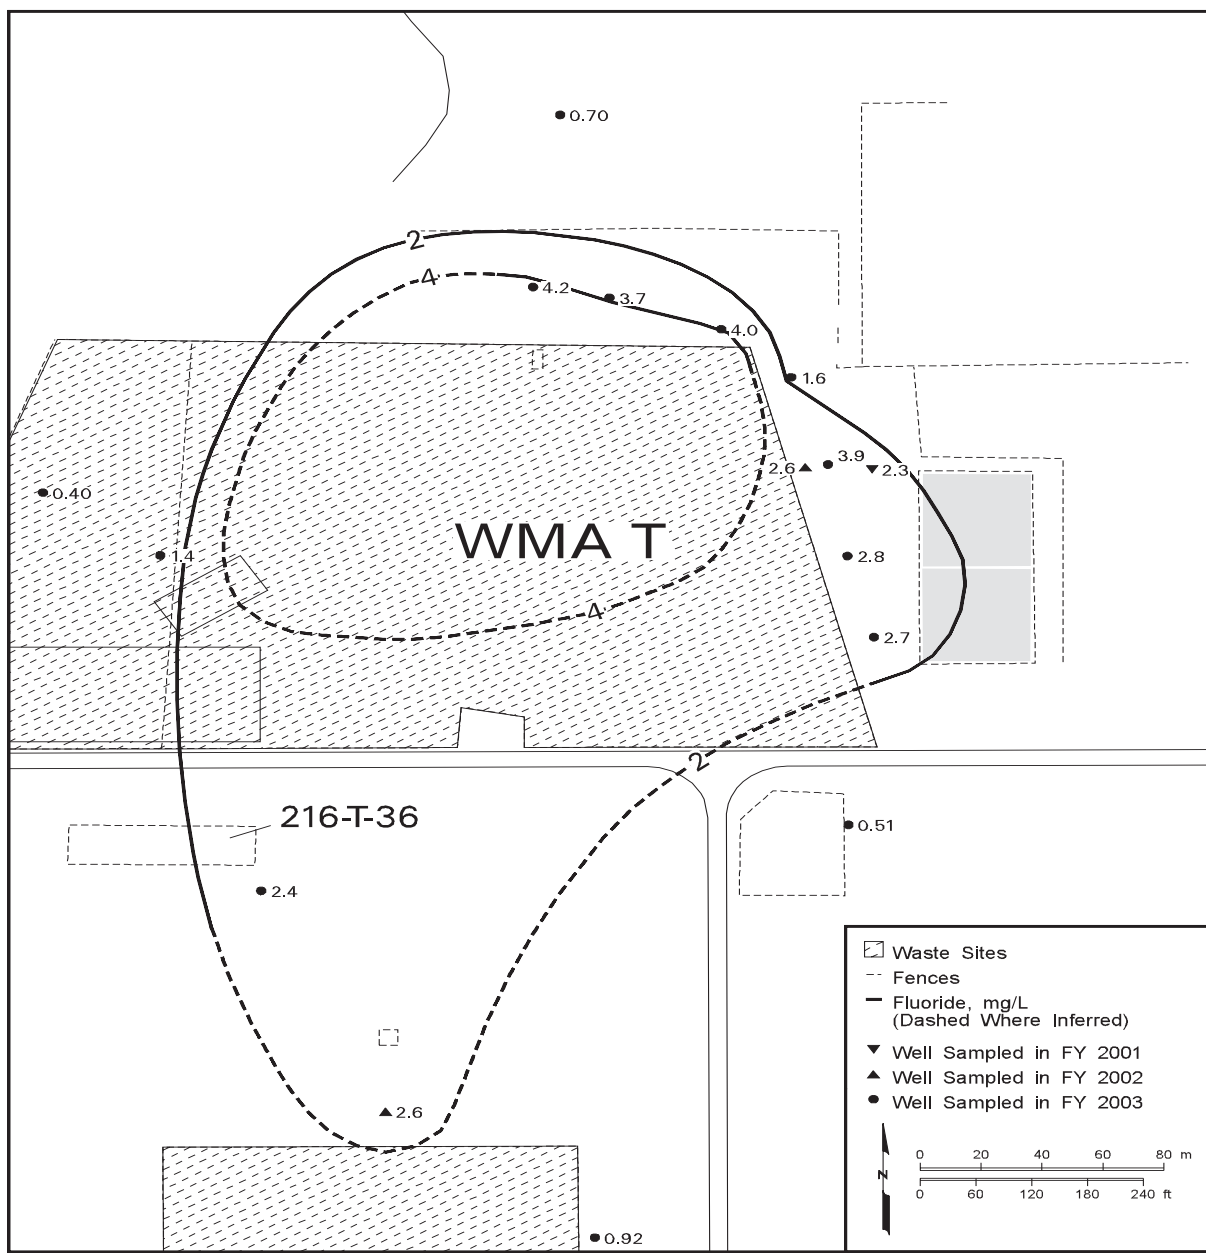 0.70
2
4
4.2
3.7
4.0
1.6
3.9
2.6
2.3
0.40
WMA T
1.4
2.8
4
2.7
2
216-T-36
0.51
2.4
2.6
0.92
Waste Sites
Fences
Fluoride, mg/L
(Dashed Where Inferred)
Well Sampled in FY 2001
Well Sampled in FY 2002
Well Sampled in FY 2003
N
0 20 40 60 80 m
0 60 120 180 240 ft